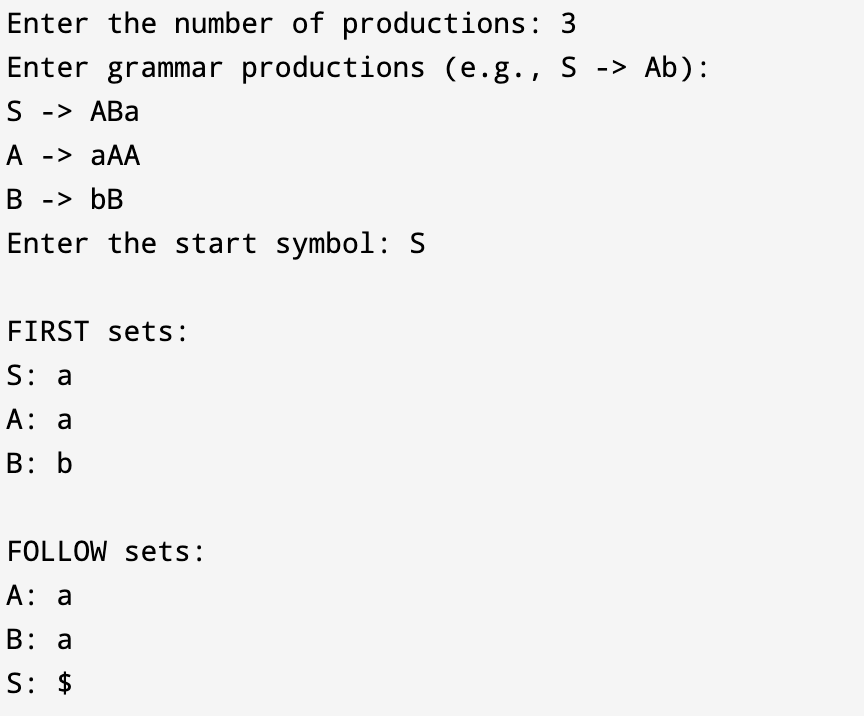 Enter the number of productions: 3
Enter grammar productions (e.g., S -> Ab):
S -> ABa
A -> aAA
B -> bB
Enter the start symbol: S
FIRST sets:
S: a
A: a
B: b
FOLLOW sets:
A: a
B: a
S: $